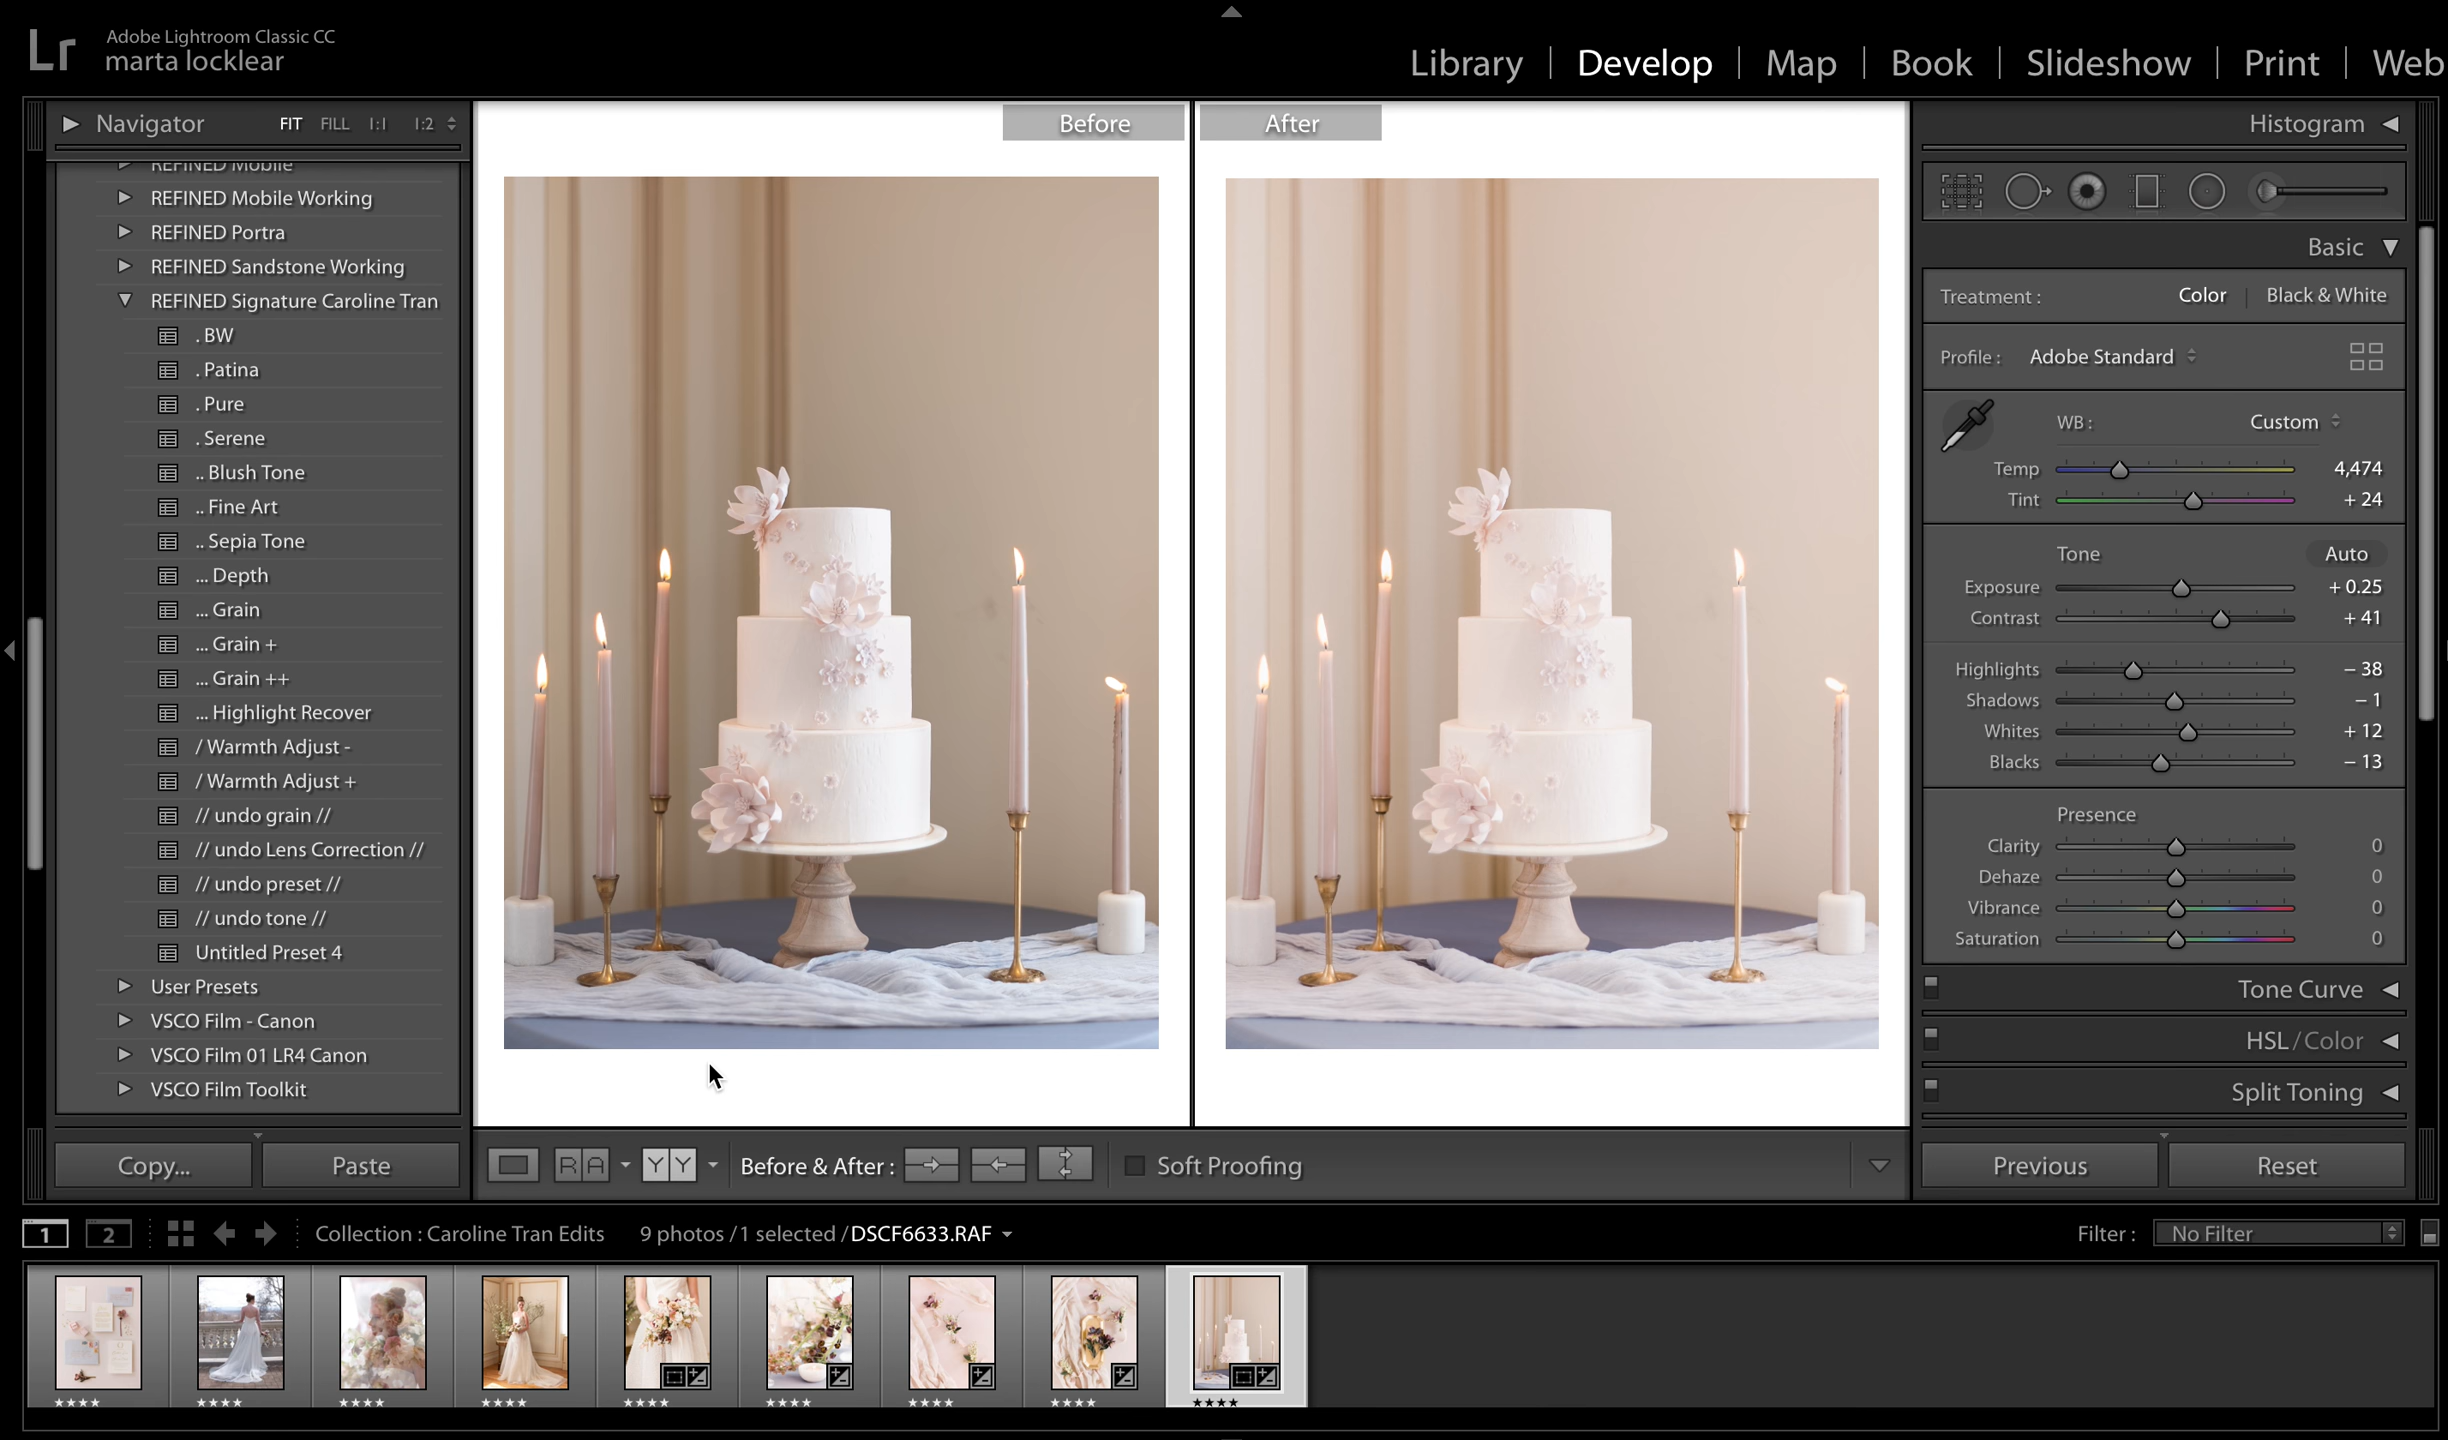 Lr
Adobe Lightroom Classic CC
marta locklear
Library | Develop | Map | Book | Slideshow | Print | Web
Navigator FIT FILL 1:1 1:2
REFINED Mobile
REFINED Mobile Working
REFINED Portra
REFINED Sandstone Working
REFINED Signature Caroline Tran
. BW
. Patina
. Pure
. Serene
.. Blush Tone
.. Fine Art
.. Sepia Tone
... Depth
... Grain
... Grain +
... Grain ++
... Highlight Recover
/ Warmth Adjust -
/ Warmth Adjust +
// undo grain //
// undo Lens Correction //
// undo preset //
// undo tone //
Untitled Preset 4
User Presets
VSCO Film - Canon
VSCO Film 01 LR4 Canon
VSCO Film Toolkit
Copy...
Paste
Before
After
R A
Y Y
Before & After :
Soft Proofing
Histogram
Basic
Treatment : Color | Black & White
Profile : Adobe Standard
WB : Custom
Temp 4,474
Tint + 24
Tone Auto
Exposure + 0.25
Contrast + 41
Highlights – 38
Shadows – 1
Whites + 12
Blacks – 13
Presence
Clarity 0
Dehaze 0
Vibrance 0
Saturation 0
Tone Curve
HSL / Color
Split Toning
Previous
Reset
1 2 Collection : Caroline Tran Edits 9 photos / 1 selected / DSCF6633.RAF
Filter : No Filter